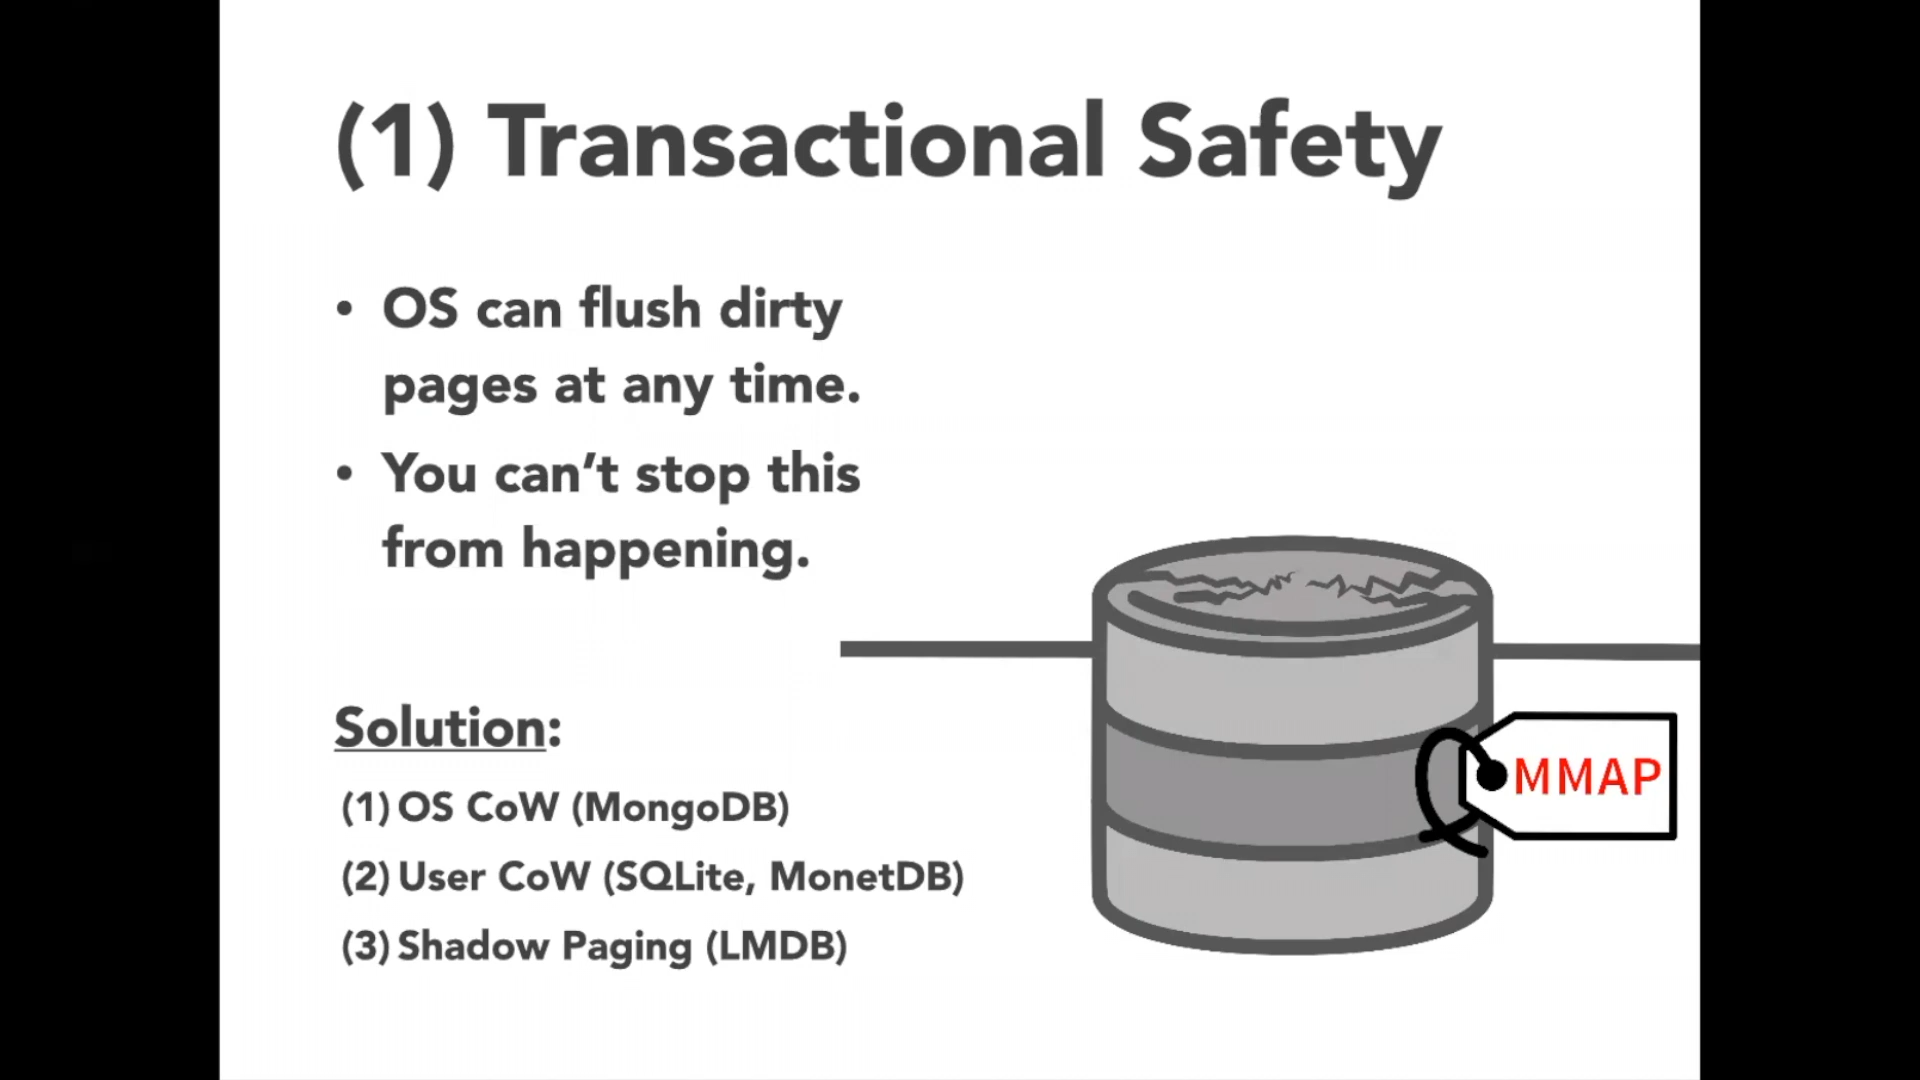 (1) Transactional Safety
• OS can flush dirty
pages at any time.
• You can’t stop this
from happening.
Solution:
(1) OS CoW (MongoDB)
(2) User CoW (SQLite, MonetDB)
(3) Shadow Paging (LMDB)
MMAP